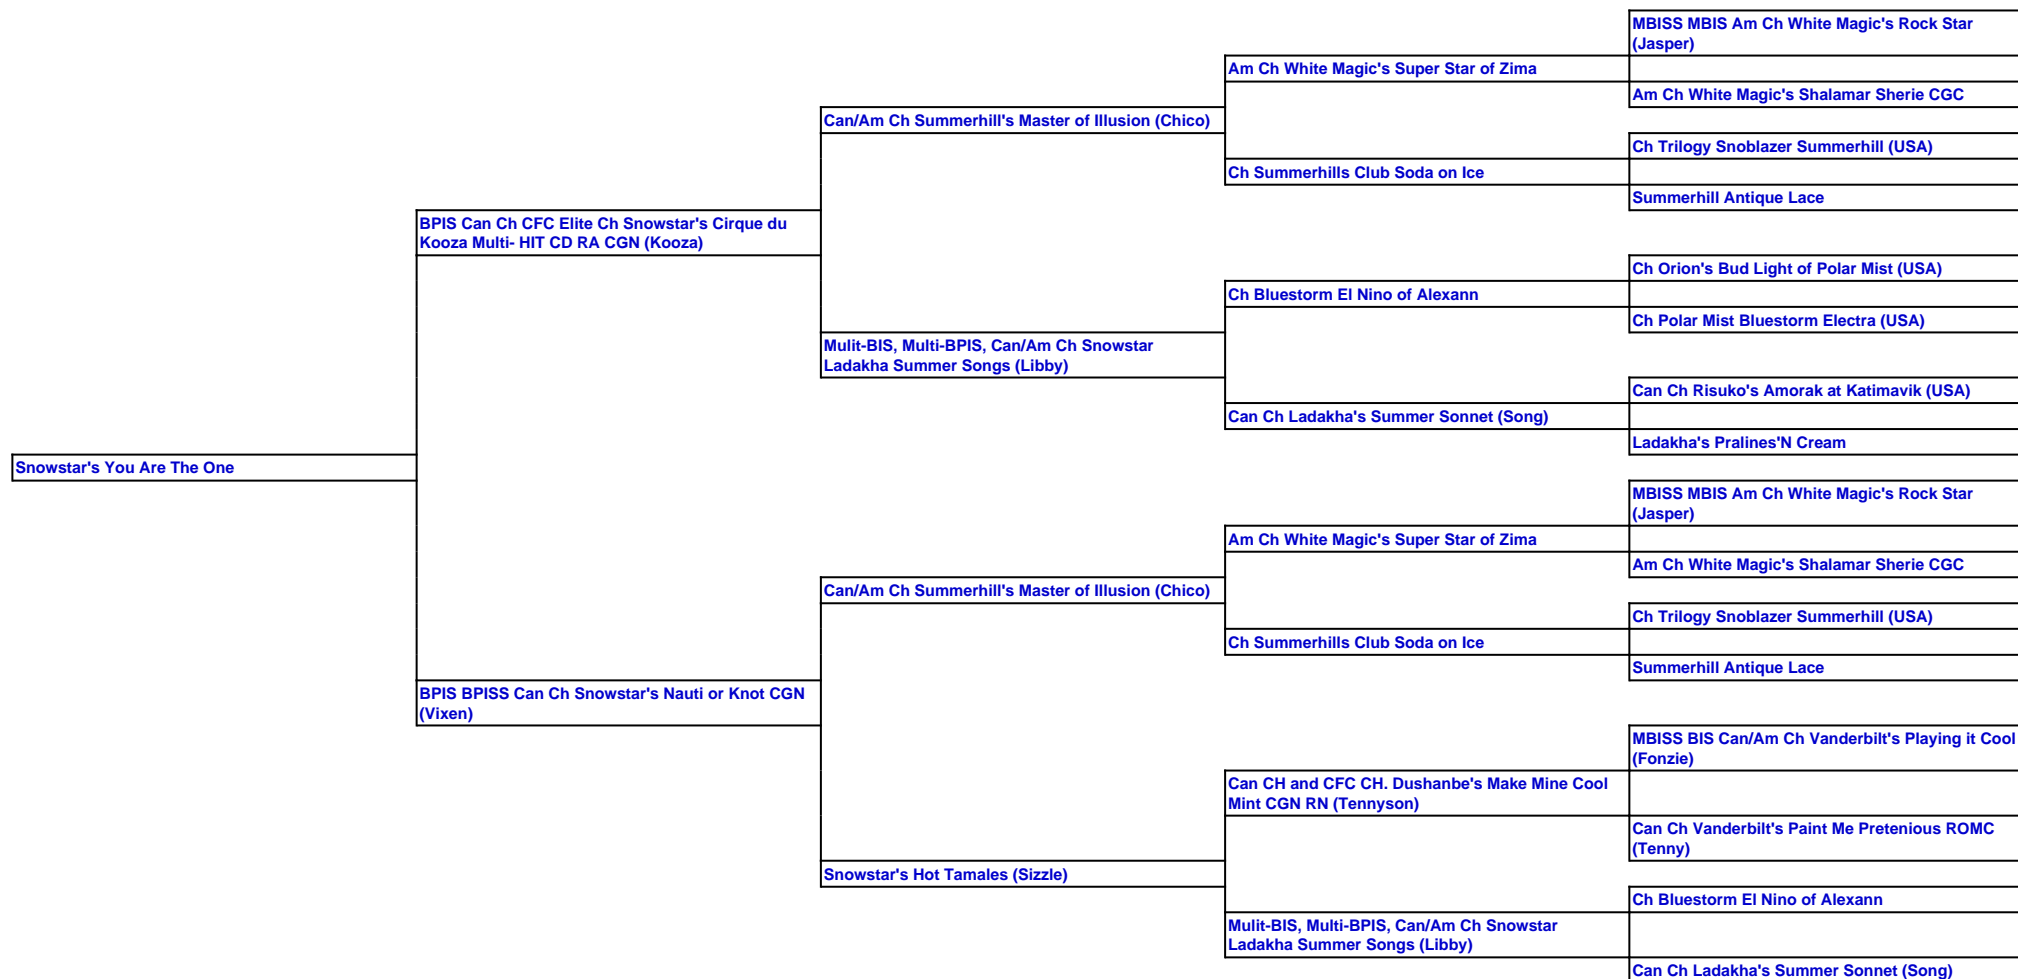 MBISS MBIS Am Ch White Magic's Rock Star
(Jasper)
Am Ch White Magic's Super Star of Zima
Am Ch White Magic's Shalamar Sherie CGC
Can/Am Ch Summerhill's Master of Illusion (Chico)
Ch Trilogy Snoblazer Summerhill (USA)
Ch Summerhills Club Soda on Ice
Summerhill Antique Lace
BPIS Can Ch CFC Elite Ch Snowstar's Cirque du
Kooza Multi- HIT CD RA CGN (Kooza)
Ch Orion's Bud Light of Polar Mist (USA)
Ch Bluestorm El Nino of Alexann
Ch Polar Mist Bluestorm Electra (USA)
Mulit-BIS, Multi-BPIS, Can/Am Ch Snowstar
Ladakha Summer Songs (Libby)
Can Ch Risuko's Amorak at Katimavik (USA)
Can Ch Ladakha's Summer Sonnet (Song)
Ladakha's Pralines'N Cream
Snowstar's You Are The One
MBISS MBIS Am Ch White Magic's Rock Star
(Jasper)
Am Ch White Magic's Super Star of Zima
Am Ch White Magic's Shalamar Sherie CGC
Can/Am Ch Summerhill's Master of Illusion (Chico)
Ch Trilogy Snoblazer Summerhill (USA)
Ch Summerhills Club Soda on Ice
Summerhill Antique Lace
BPIS BPISS Can Ch Snowstar's Nauti or Knot CGN
(Vixen)
MBISS BIS Can/Am Ch Vanderbilt's Playing it Cool
(Fonzie)
Can CH and CFC CH. Dushanbe's Make Mine Cool
Mint CGN RN (Tennyson)
Can Ch Vanderbilt's Paint Me Pretenious ROMC
(Tenny)
Snowstar's Hot Tamales (Sizzle)
Ch Bluestorm El Nino of Alexann
Mulit-BIS, Multi-BPIS, Can/Am Ch Snowstar
Ladakha Summer Songs (Libby)
Can Ch Ladakha's Summer Sonnet (Song)